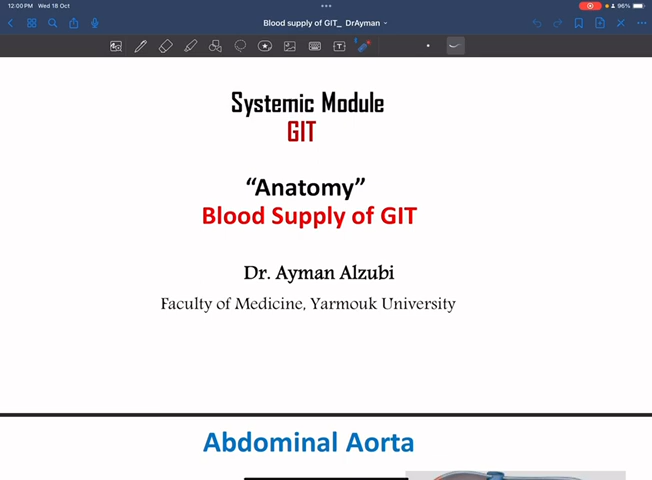 12:00 PM Wed 18 Oct
96%
Blood supply of GIT_ DrAyman
Systemic Module
GIT
“Anatomy”
Blood Supply of GIT
Dr. Ayman Alzubi
Faculty of Medicine, Yarmouk University
Abdominal Aorta